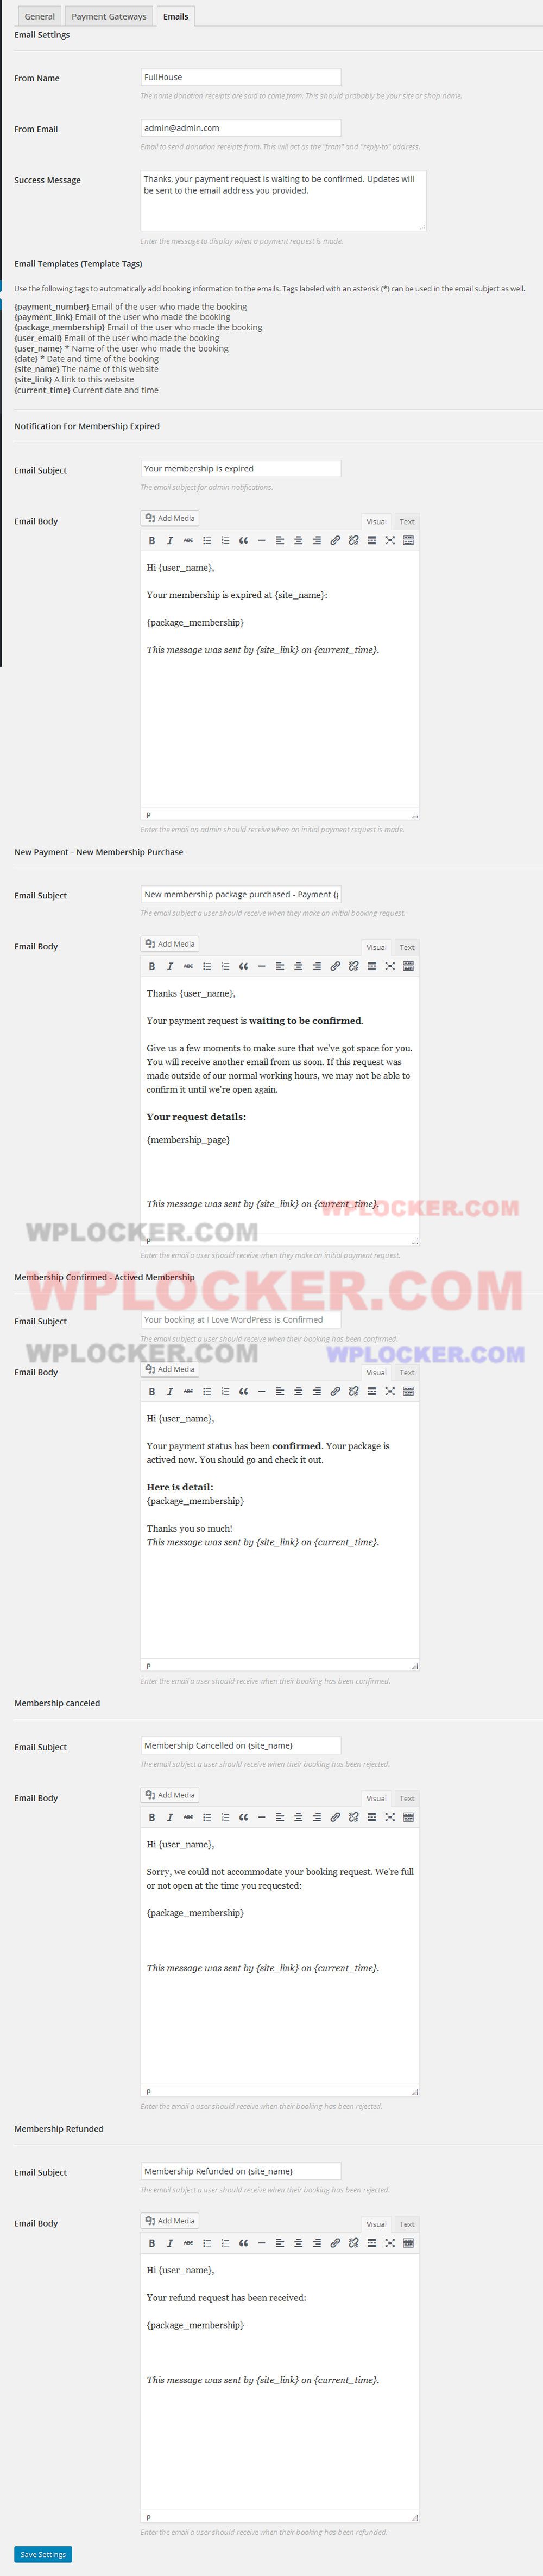 General Payment Gateways Emails
Email Settings
From Name FullHouse
The name donation receipts are said to come from. This should probably be your site or shop name.
From Email admin@admin.com
Email to send donation receipts from. This will act as the "from" and "reply-to" address.
Success Message Thanks, your payment request is waiting to be confirmed. Updates will
be sent to the email address you provided.
Enter the message to display when a payment request is made.
Email Templates (Template Tags)
Use the following tags to automatically add booking information to the emails. Tags labeled with an asterisk (*) can be used in the email subject as well.
{payment_number} Email of the user who made the booking
{payment_link} Email of the user who made the booking
{package_membership} Email of the user who made the booking
{user_email} Email of the user who made the booking
{user_name} * Name of the user who made the booking
{date} * Date and time of the booking
{site_name} The name of this website
{site_link} A link to this website
{current_time} Current date and time
Notification For Membership Expired
Email Subject Your membership is expired
The email subject for admin notifications.
Email Body Add Media Visual Text
B I ABC
Hi {user_name},
Your membership is expired at {site_name}:
{package_membership}
This message was sent by {site_link} on {current_time}.
p
Enter the email an admin should receive when an initial payment request is made.
New Payment - New Membership Purchase
Email Subject New membership package purchased - Payment {
The email subject a user should receive when they make an initial booking request.
Email Body Add Media Visual Text
B I ABC
Thanks {user_name},
Your payment request is waiting to be confirmed.
Give us a few moments to make sure that we've got space for you.
You will receive another email from us soon. If this request was
made outside of our normal working hours, we may not be able to
confirm it until we're open again.
Your request details:
{membership_page}
This message was sent by {site_link} on {current_time}.
WPLOCKER.COM
WPLOCKER.COM
p
Enter the email a user should receive when they make an initial payment request.
Membership Confirmed - Actived Membership
WPLOCKER.COM
Email Subject Your booking at I Love WordPress is Confirmed
The email subject a user should receive when their booking has been confirmed.
WPLOCKER.COM WPLOCKER.COM
Email Body Add Media Visual Text
B I ABC
Hi {user_name},
Your payment status has been confirmed. Your package is
actived now. You should go and check it out.
Here is detail:
{package_membership}
Thanks you so much!
This message was sent by {site_link} on {current_time}.
p
Enter the email a user should receive when their booking has been confirmed.
Membership canceled
Email Subject Membership Cancelled on {site_name}
The email subject a user should receive when their booking has been rejected.
Email Body Add Media Visual Text
B I ABC
Hi {user_name},
Sorry, we could not accommodate your booking request. We're full
or not open at the time you requested:
{package_membership}
This message was sent by {site_link} on {current_time}.
p
Enter the email a user should receive when their booking has been rejected.
Membership Refunded
Email Subject Membership Refunded on {site_name}
The email subject a user should receive when their booking has been rejected.
Email Body Add Media Visual Text
B I ABC
Hi {user_name},
Your refund request has been received:
{package_membership}
This message was sent by {site_link} on {current_time}.
p
Enter the email a user should receive when their booking has been refunded.
Save Settings